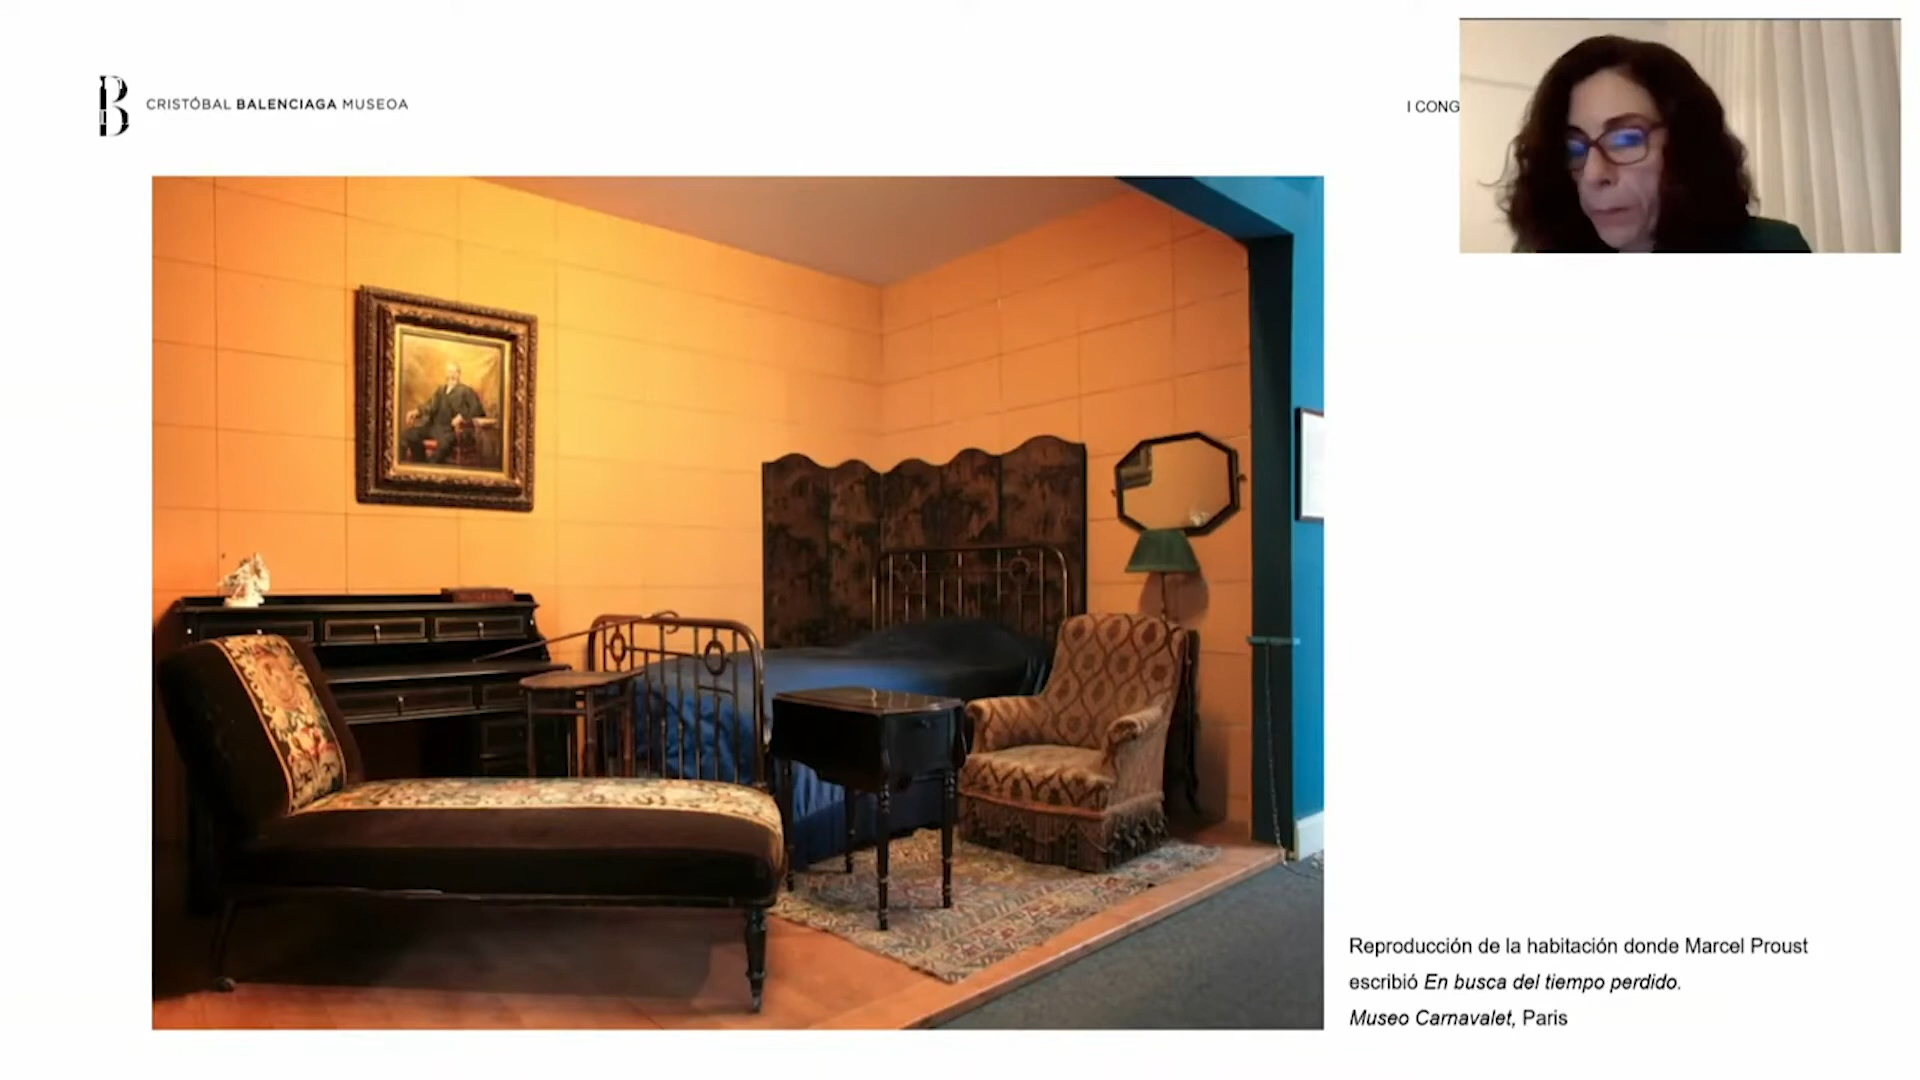 CRISTÓBAL BALENCIAGA MUSEOA
I CONG
Reproducción de la habitación donde Marcel Proust
escribió En busca del tiempo perdido.
Museo Carnavalet, Paris